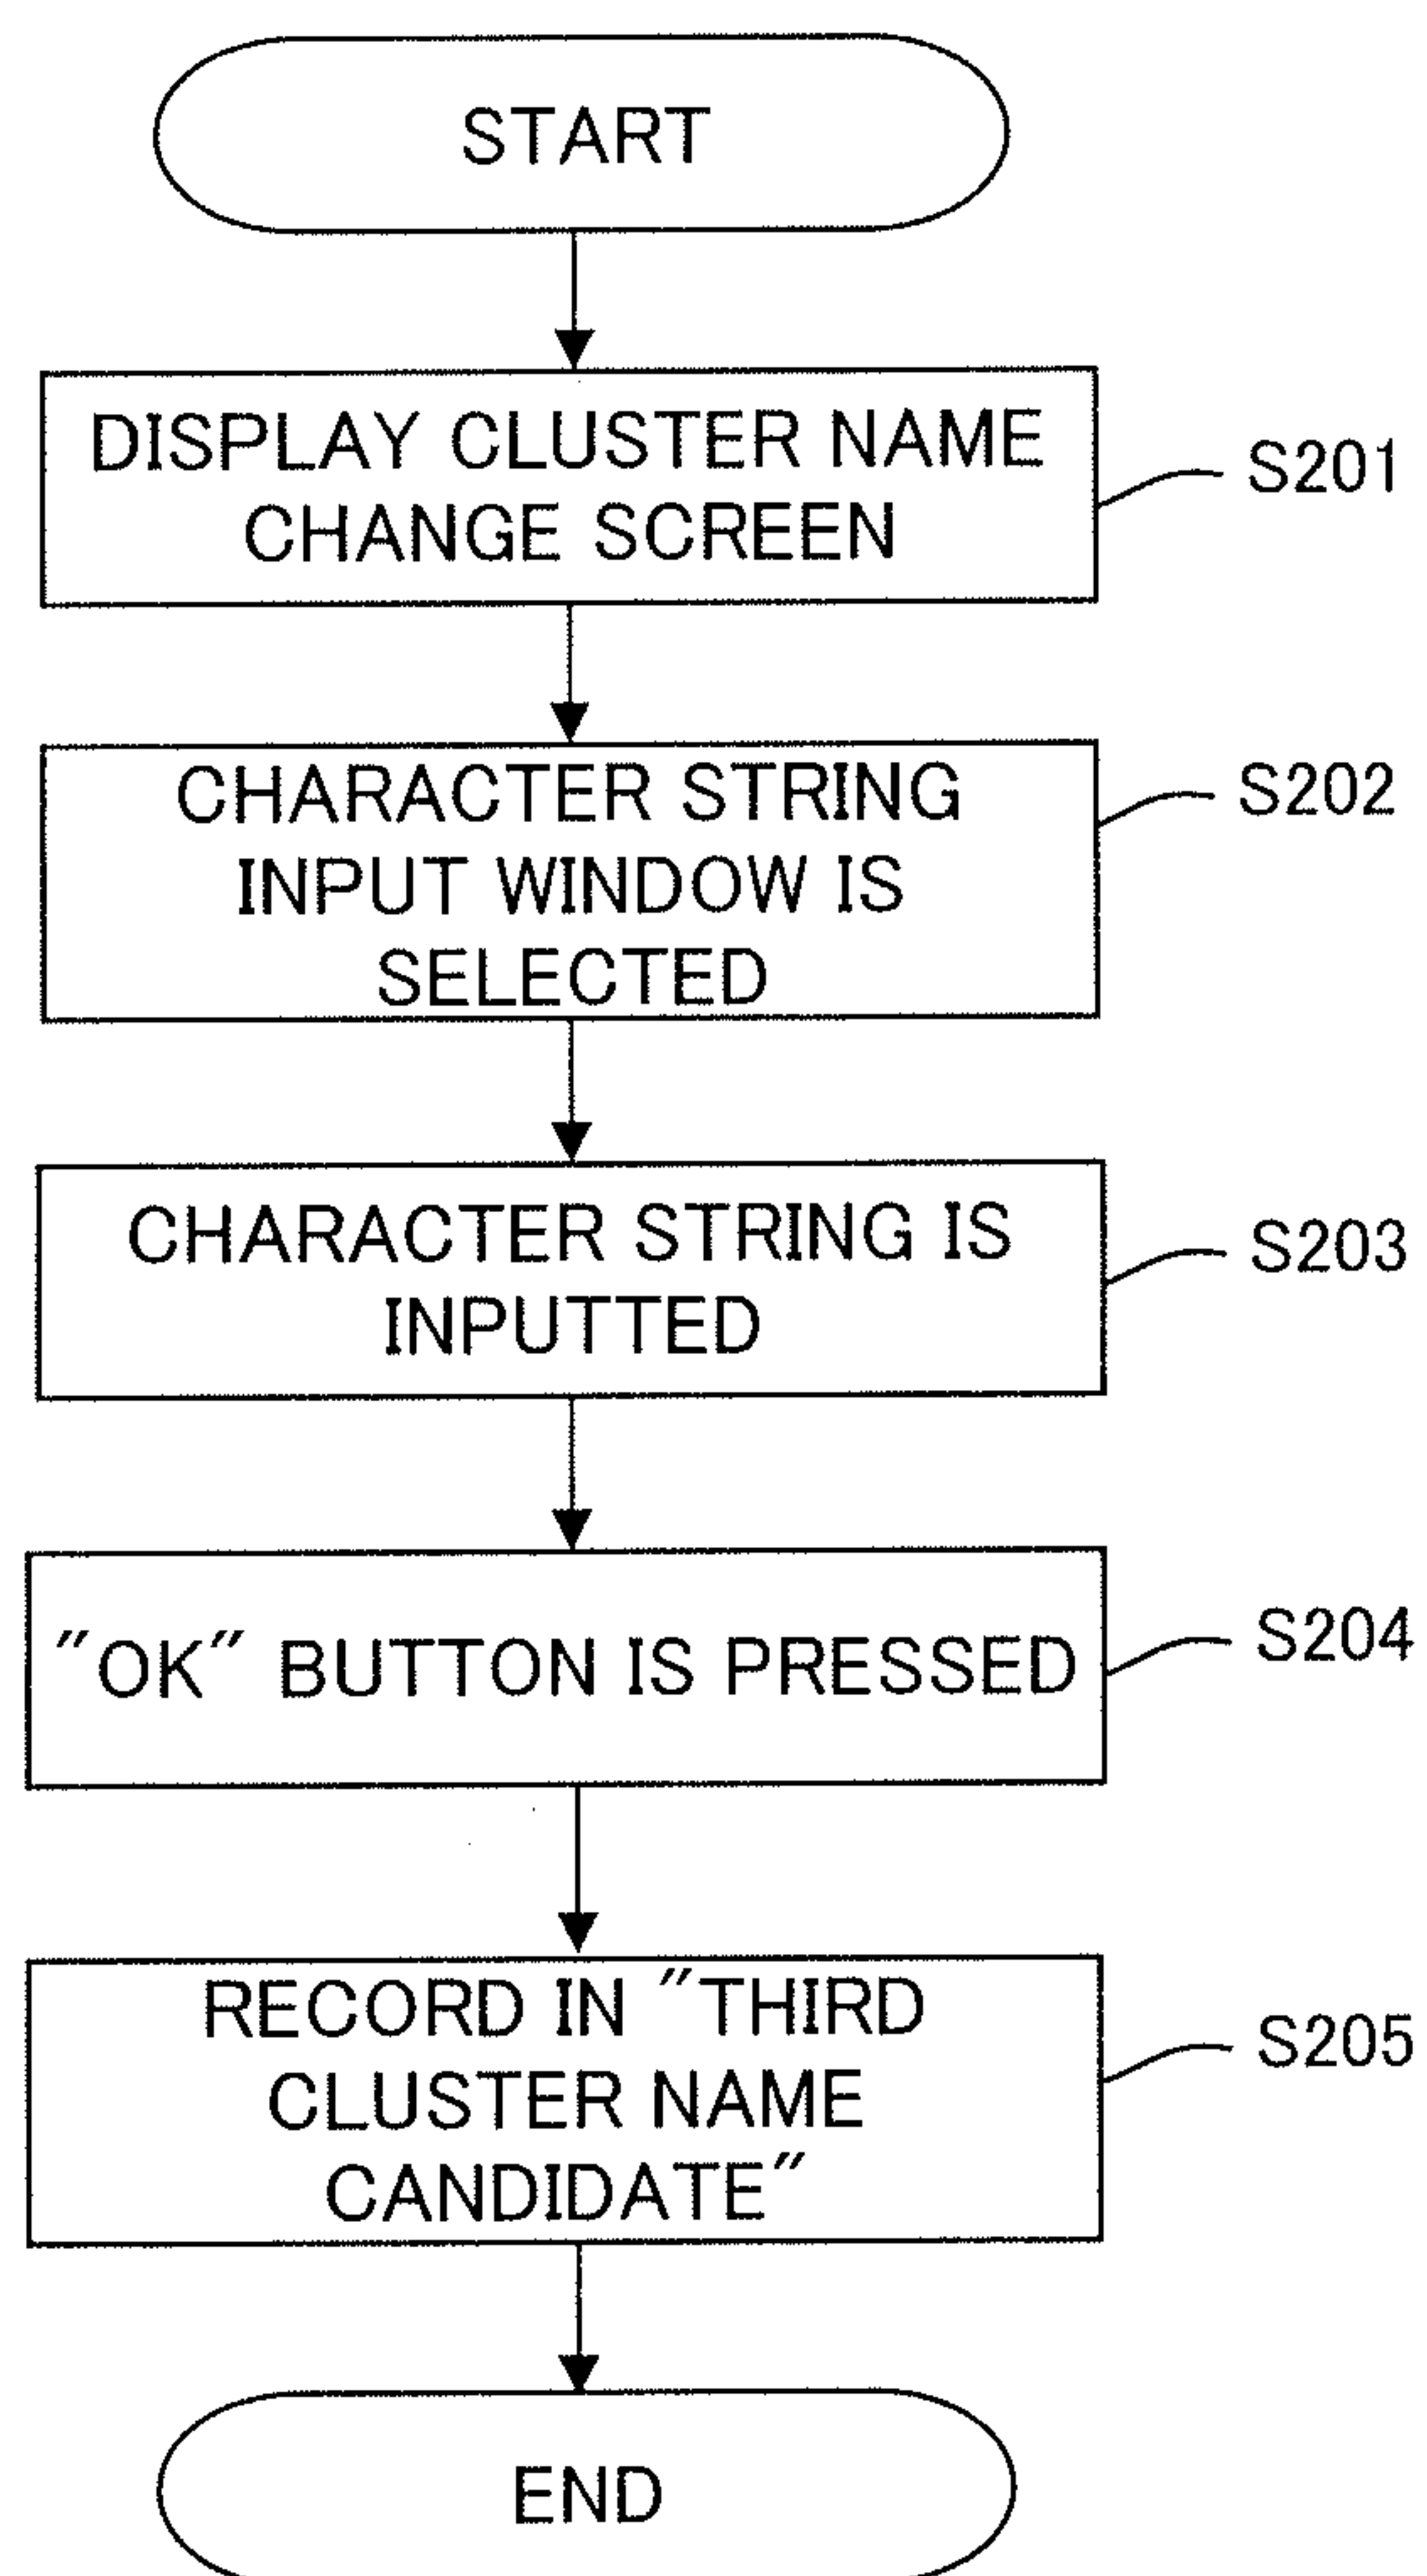 START
DISPLAY CLUSTER NAME
CHANGE SCREEN
S201
CHARACTER STRING
INPUT WINDOW IS
SELECTED
S202
CHARACTER STRING IS
INPUTTED
S203
"OK" BUTTON IS PRESSED
S204
RECORD IN "THIRD
CLUSTER NAME
CANDIDATE"
S205
END